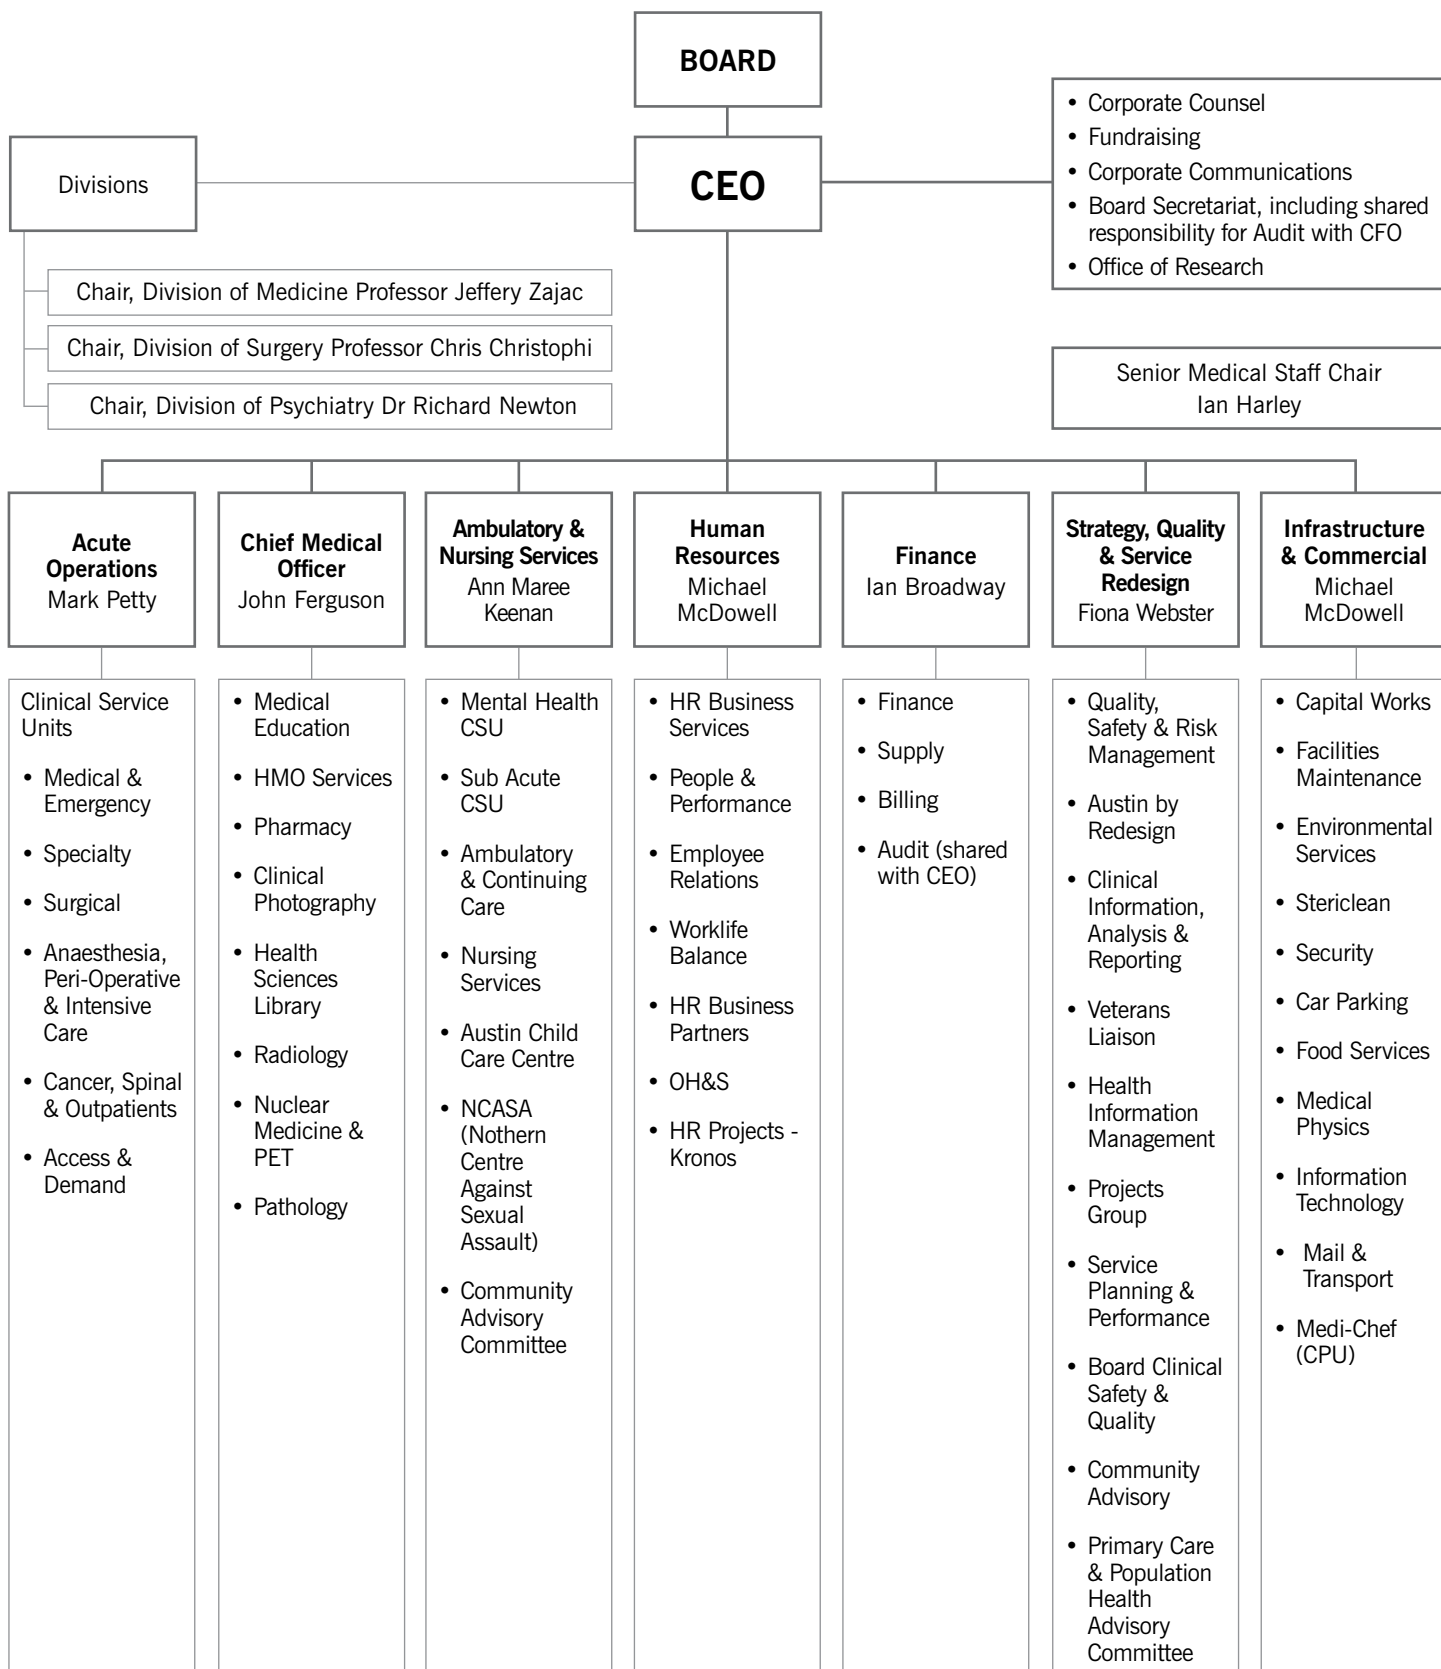 BOARD
CEO
• Corporate Counsel
• Fundraising
• Corporate Communications
• Board Secretariat, including shared
responsibility for Audit with CFO
• Office of Research
Divisions
Chair, Division of Medicine Professor Jeffery Zajac
Chair, Division of Surgery Professor Chris Christophi
Chair, Division of Psychiatry Dr Richard Newton
Senior Medical Staff Chair
Ian Harley
Acute
Operations
Mark Petty
Clinical Service
Units
• Medical &
Emergency
• Specialty
• Surgical
• Anaesthesia,
Peri-Operative
& Intensive
Care
• Cancer, Spinal
& Outpatients
• Access &
Demand
Chief Medical
Officer
John Ferguson
• Medical
Education
• HMO Services
• Pharmacy
• Clinical
Photography
• Health
Sciences
Library
• Radiology
• Nuclear
Medicine &
PET
• Pathology
Ambulatory &
Nursing Services
Ann Maree
Keenan
• Mental Health
CSU
• Sub Acute
CSU
• Ambulatory
& Continuing
Care
• Nursing
Services
• Austin Child
Care Centre
• NCASA
(Nothern
Centre
Against
Sexual
Assault)
• Community
Advisory
Committee
Human
Resources
Michael
McDowell
• HR Business
Services
• People &
Performance
• Employee
Relations
• Worklife
Balance
• HR Business
Partners
• OH&S
• HR Projects -
Kronos
Finance
Ian Broadway
• Finance
• Supply
• Billing
• Audit (shared
with CEO)
Strategy, Quality
& Service
Redesign
Fiona Webster
• Quality,
Safety & Risk
Management
• Austin by
Redesign
• Clinical
Information,
Analysis &
Reporting
• Veterans
Liaison
• Health
Information
Management
• Projects
Group
• Service
Planning &
Performance
• Board Clinical
Safety &
Quality
• Community
Advisory
• Primary Care
& Population
Health
Advisory
Committee
Infrastructure
& Commercial
Michael
McDowell
• Capital Works
• Facilities
Maintenance
• Environmental
Services
• Stericlean
• Security
• Car Parking
• Food Services
• Medical
Physics
• Information
Technology
• Mail &
Transport
• Medi-Chef
(CPU)